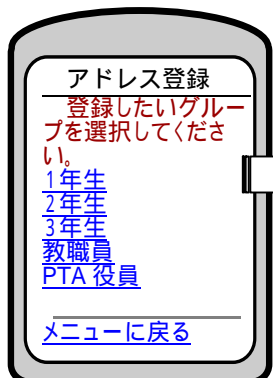 アドレス登録
登録したいグルー
プを選択してくださ
い。
1年生
2年生
3年生
教職員
PTA 役員
メニューに戻る